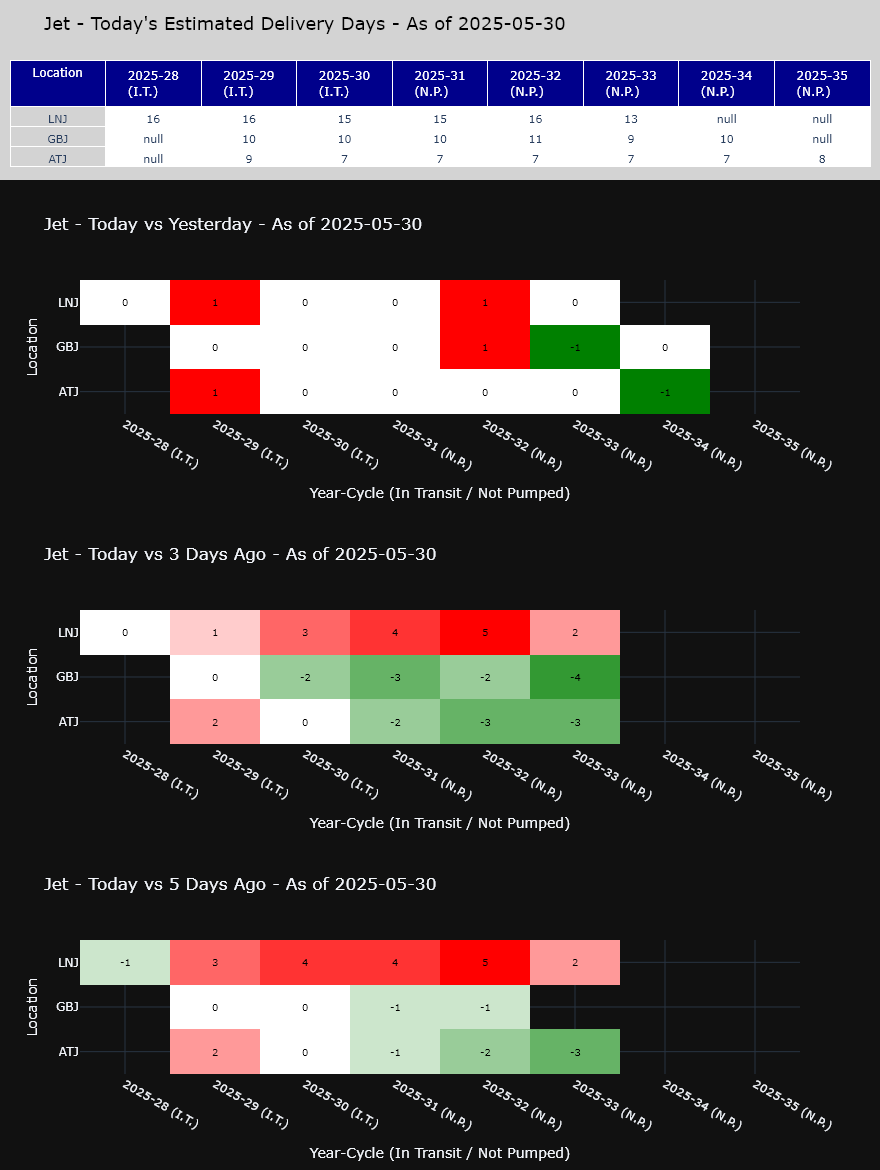 Jet - Today's Estimated Delivery Days - As of 2025-05-30
Location 2025-28 (I.T.) 2025-29 (I.T.) 2025-30 (I.T.) 2025-31 (N.P.) 2025-32 (N.P.) 2025-33 (N.P.) 2025-34 (N.P.) 2025-35 (N.P.)
LNJ 16 16 15 15 16 13 null null
GBJ null 10 10 10 11 9 10 null
ATJ null 9 7 7 7 7 7 8
Jet - Today vs Yesterday - As of 2025-05-30
Location
LNJ 0 1 0 0 1 0
GBJ 0 0 0 1 -1 0
ATJ 1 0 0 0 0 -1
2025-28 (I.T.) 2025-29 (I.T.) 2025-30 (I.T.) 2025-31 (N.P.) 2025-32 (N.P.) 2025-33 (N.P.) 2025-34 (N.P.) 2025-35 (N.P.)
Year-Cycle (In Transit / Not Pumped)
Jet - Today vs 3 Days Ago - As of 2025-05-30
Location
LNJ 0 1 3 4 5 2
GBJ 0 -2 -3 -2 -4
ATJ 2 0 -2 -3 -3
2025-28 (I.T.) 2025-29 (I.T.) 2025-30 (I.T.) 2025-31 (N.P.) 2025-32 (N.P.) 2025-33 (N.P.) 2025-34 (N.P.) 2025-35 (N.P.)
Year-Cycle (In Transit / Not Pumped)
Jet - Today vs 5 Days Ago - As of 2025-05-30
Location
LNJ -1 3 4 4 5 2
GBJ 0 0 -1 -1
ATJ 2 0 -1 -2 -3
2025-28 (I.T.) 2025-29 (I.T.) 2025-30 (I.T.) 2025-31 (N.P.) 2025-32 (N.P.) 2025-33 (N.P.) 2025-34 (N.P.) 2025-35 (N.P.)
Year-Cycle (In Transit / Not Pumped)